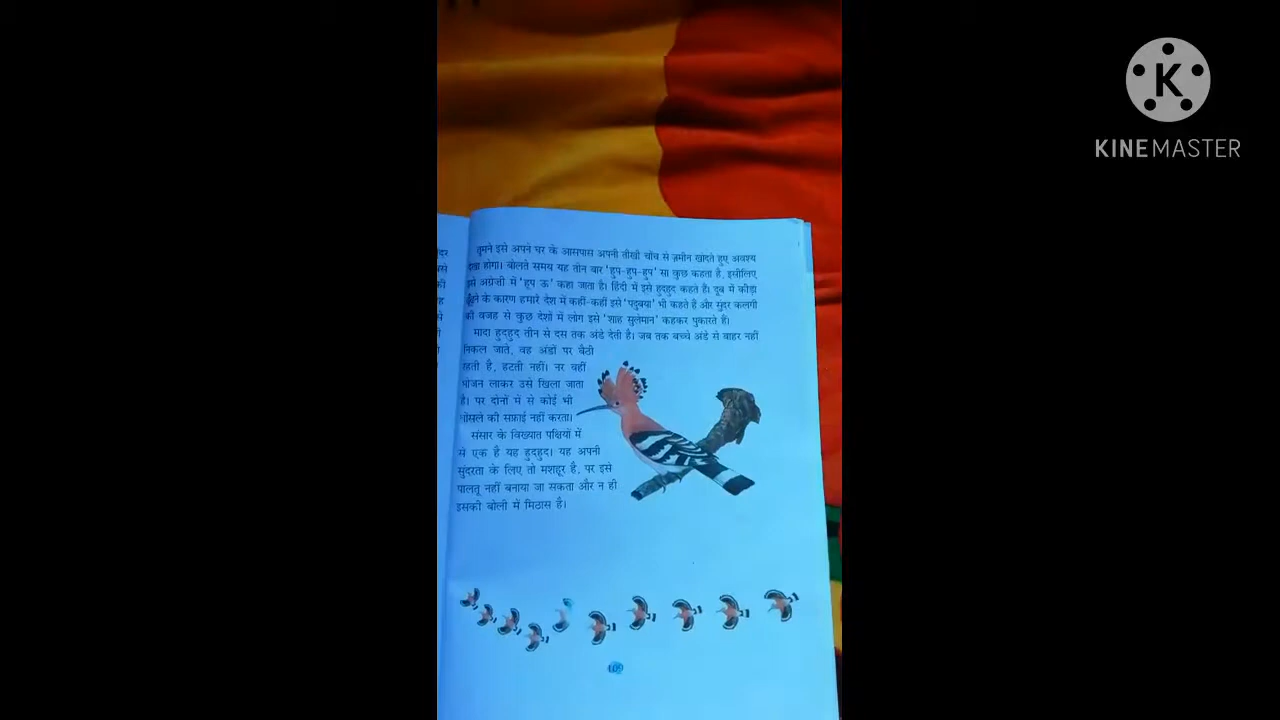 तुमने इसे अपने घर के आसपास अपनी तीखी चोंच से ज़मीन खोदते हुए अवश्य
देखा होगा। बोलते समय यह तीन बार 'हुप-हुप-हुप' सा कुछ कहता है, इसीलिए
इसे अंग्रेजी में 'हूप ऊ' कहा जाता है। हिंदी में इसे हुदहुद कहते हैं। दूब में कीड़ा
ढूँढ़ने के कारण हमारे देश में कहीं-कहीं इसे 'पदुबया' भी कहते हैं और सुंदर कलगी
की वजह से कुछ देशों में लोग इसे 'शाह सुलेमान' कहकर पुकारते हैं।
मादा हुदहुद तीन से दस तक अंडे देती है। जब तक बच्चे अंडे से बाहर नहीं
निकल जाते, वह अंडों पर बैठी
रहती है, हटती नहीं। नर वहीं
भोजन लाकर उसे खिला जाता
है। पर दोनों में से कोई भी
घोंसले की सफ़ाई नहीं करता।
संसार के विख्यात पक्षियों में
से एक है यह हुदहुद। यह अपनी
सुंदरता के लिए तो मशहूर है, पर इसे
पालतू नहीं बनाया जा सकता और न ही
इसकी बोली में मिठास है।
KINEMASTER